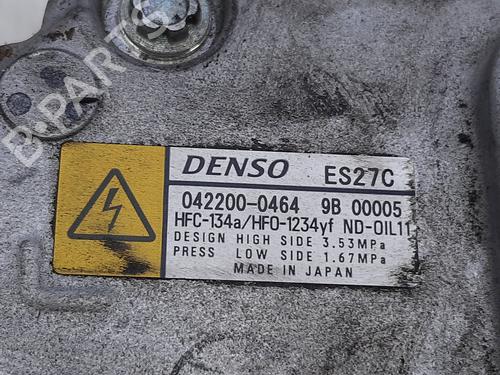 B-PARTS
DENSO ES27C
042200-0464 9B 00005
HFC-134a/HFO-1234yf ND-OIL11
DESIGN HIGH SIDE 3.53MPa
PRESS LOW SIDE 1.67MPa
MADE IN JAPAN